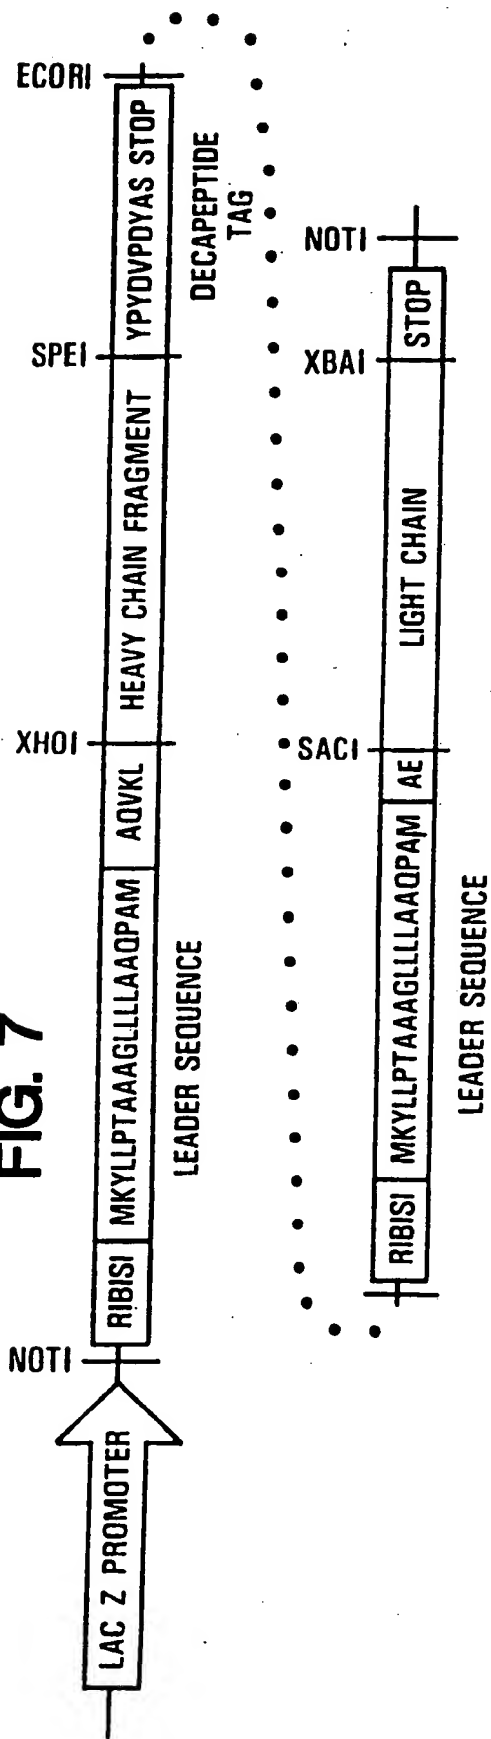 FIG. 7
LAC Z PROMOTER
NOTI
RIBISI
MKYLLPTAAAGLLLLAAQPAM
LEADER SEQUENCE
AQVKL
XHOI
HEAVY CHAIN FRAGMENT
SPEI
YPYDVPDYAS STOP
DECAPEPTIDE
TAG
ECORI
RIBISI
MKYLLPTAAAGLLLLAAQPAM
LEADER SEQUENCE
AE
SACI
LIGHT CHAIN
XBAI
STOP
NOTI